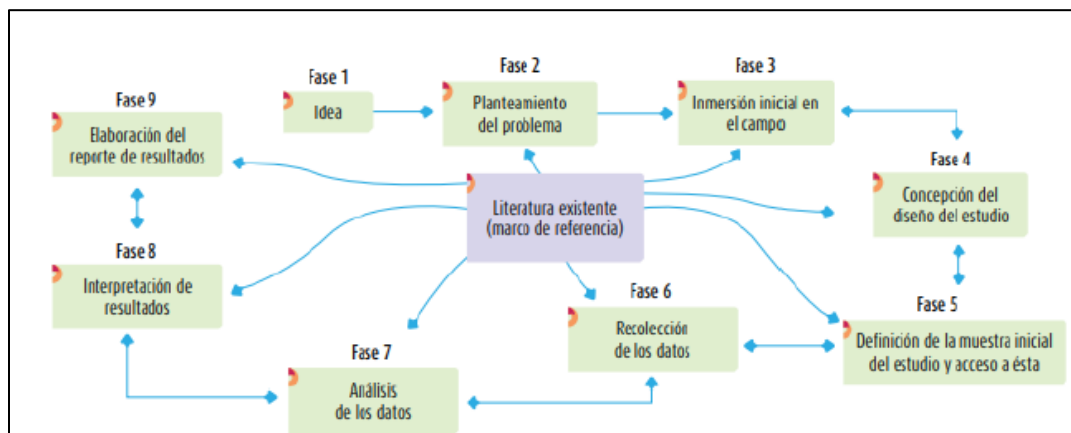 Fase 1
Idea
Fase 2
Planteamiento
del problema
Fase 3
Inmersión inicial en
el campo
Fase 4
Concepción del
diseño del estudio
Fase 5
Definición de la muestra inicial
del estudio y acceso a ésta
Fase 6
Recolección
de los datos
Fase 7
Análisis
de los datos
Fase 8
Interpretación de
resultados
Fase 9
Elaboración del
reporte de resultados
Literatura existente
(marco de referencia)